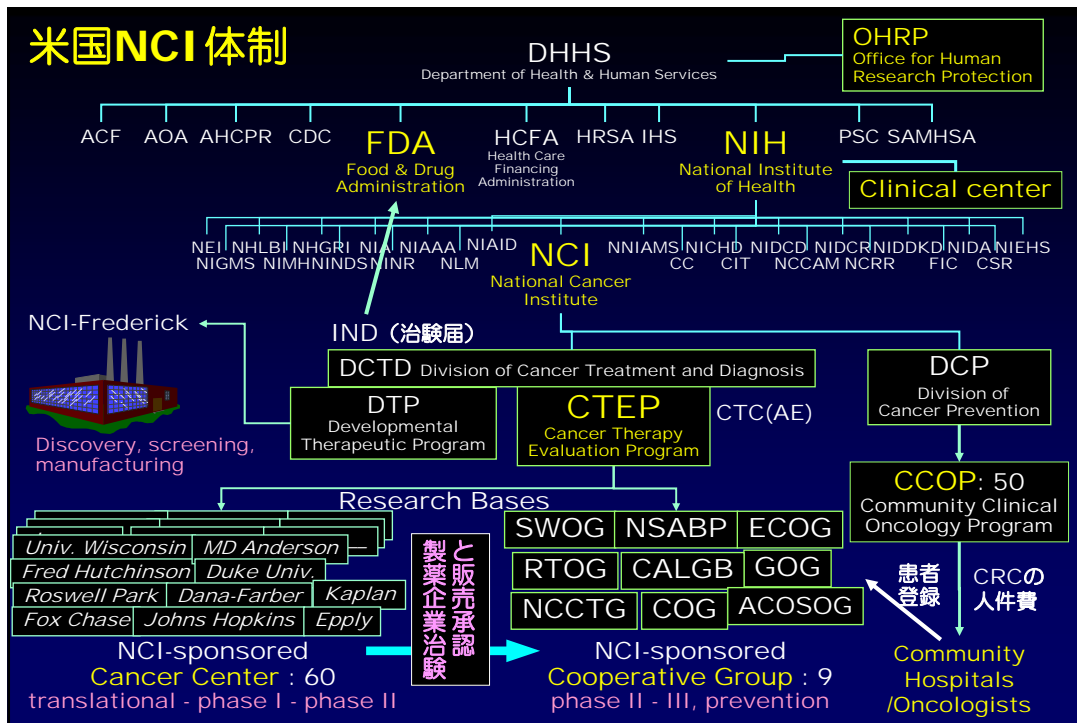 米国NCI 体制
DHHS
Department of Health & Human Services
OHRP
Office for Human
Research Protection
ACF AOA AHCPR CDC FDA HCFA HRSA IHS NIH PSC SAMHSA
Food & Drug
Administration
Health Care
Financing
Administration
National Institute
of Health
Clinical center
NEI NHLBI NHGRI NIA NIAAA NIAID NNIAMS NICHD NIDCD NIDCR NIDDKD NIDA NIEHS
NIGMS NIMH NINDS NINR NLM CC CIT NCCAM NCRR FIC CSR
NCI
National Cancer
Institute
NCI-Frederick
IND（治験届）
DCTD Division of Cancer Treatment and Diagnosis
DTP
Developmental
Therapeutic Program
CTEP
Cancer Therapy
Evaluation Program
CTC(AE)
DCP
Division of
Cancer Prevention
Discovery, screening,
manufacturing
CCOP: 50
Community Clinical
Oncology Program
Research Bases
Univ. Wisconsin MD Anderson
Fred Hutchinson Duke Univ.
Roswell Park Dana-Farber Kaplan
Fox Chase Johns Hopkins Epply
製薬企業治験
と販売承認
SWOG NSABP ECOG
RTOG CALGB GOG
NCCTG COG ACOSOG
患者
登録
CRCの
人件費
NCI-sponsored
Cancer Center : 60
translational - phase I - phase II
NCI-sponsored
Cooperative Group : 9
phase II - III, prevention
Community
Hospitals
/Oncologists